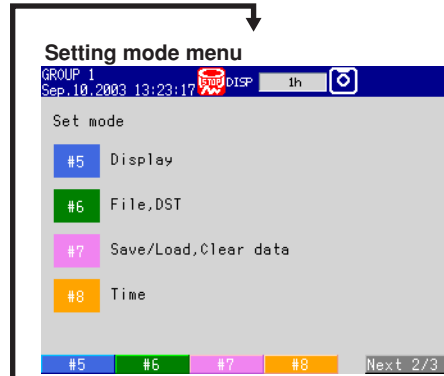 Setting mode menu
GROUP 1
Sep.10.2003 13:23:17 STOP DISP 1h
Set mode
#5 Display
#6 File,DST
#7 Save/Load,Clear data
#8 Time
#5 #6 #7 #8 Next 2/3